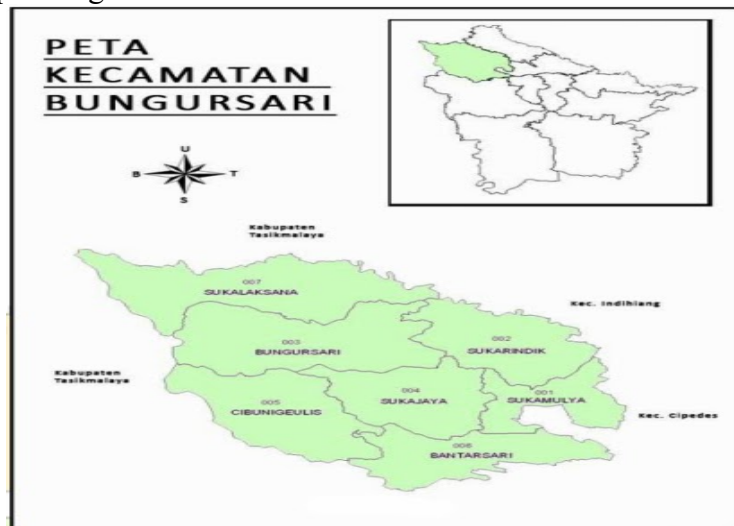 PETA
KECAMATAN
BUNGURSARI
U
B
T
S
Kabupaten
Tasikmalaya
007
SUKALAKSANA
Kec. Indihiang
003
BUNGURSARI
002
SUKARINDIK
Kabupaten
Tasikmalaya
005
CIBUNIGEULIS
004
SUKAJAYA
001
SUKAMULYA
Kec. Cipedes
006
BANTARSARI